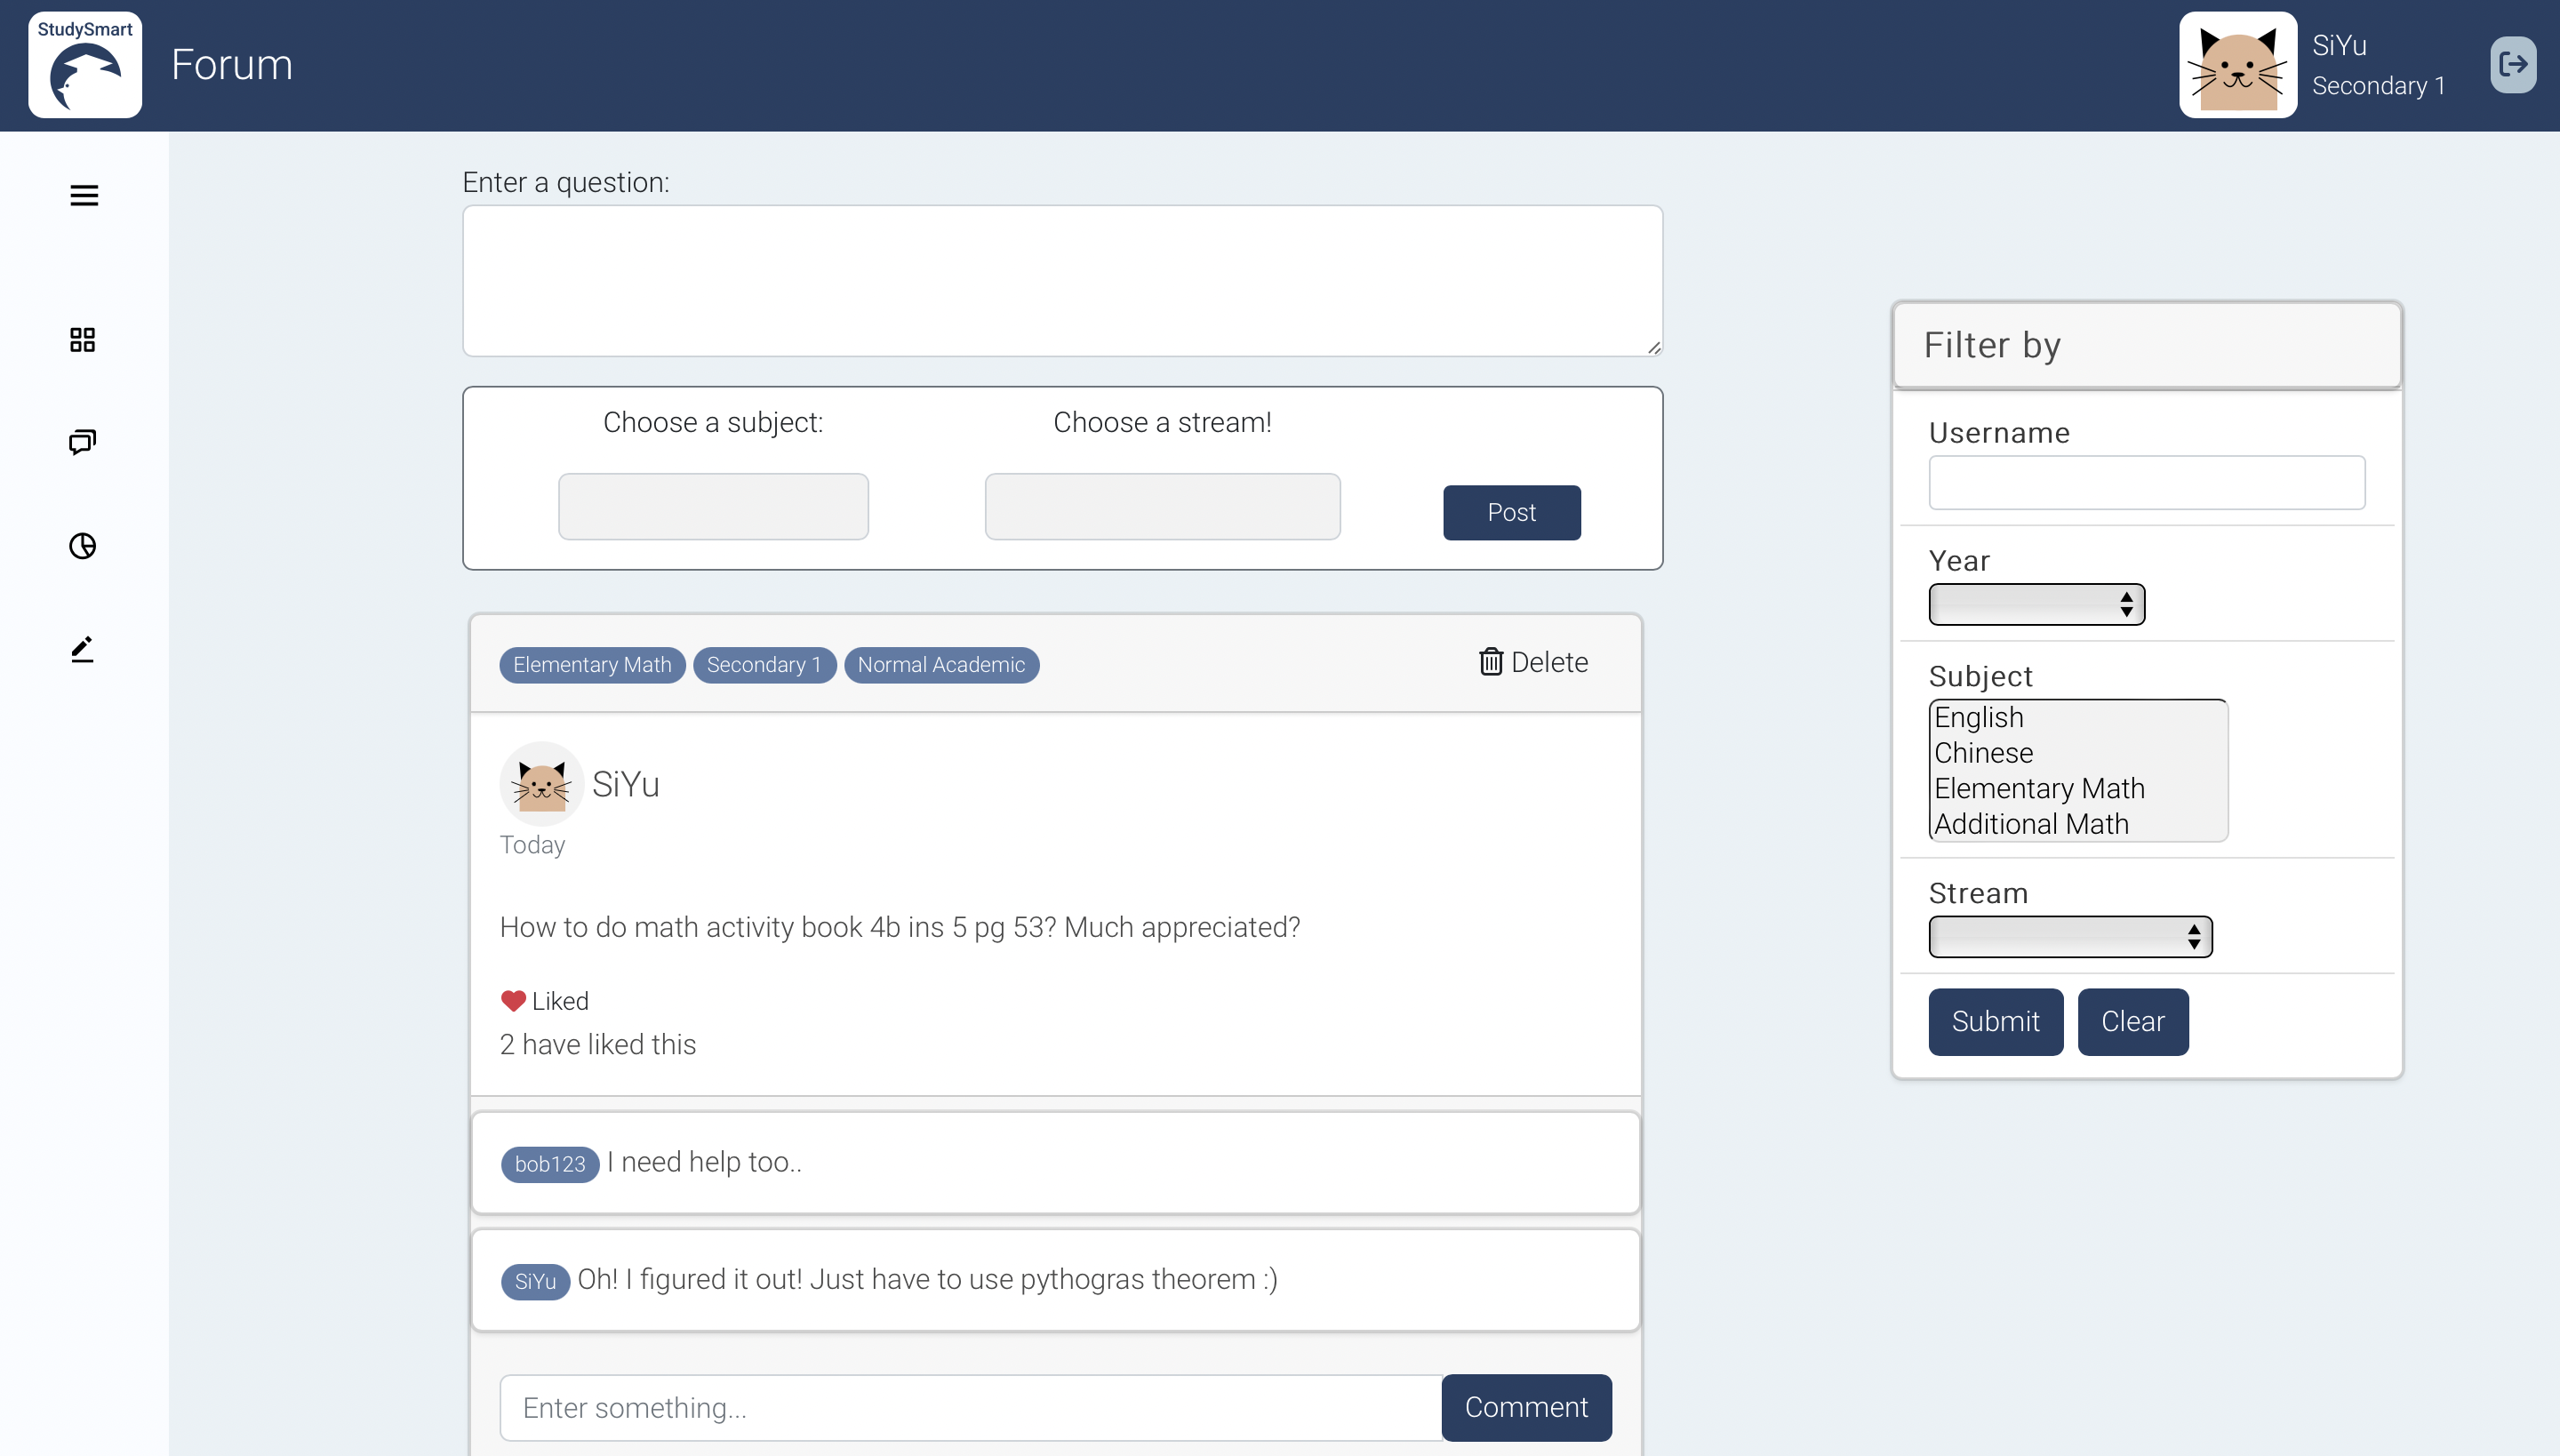 StudySmart
Forum
SiYu
Secondary 1
Enter a question:
Choose a subject:
Choose a stream!
Post
Elementary Math
Secondary 1
Normal Academic
Delete
SiYu
Today
How to do math activity book 4b ins 5 pg 53? Much appreciated?
Liked
2 have liked this
bob123 I need help too..
SiYu Oh! I figured it out! Just have to use pythogras theorem :)
Enter something...
Comment
Filter by
Username
Year
Subject
English
Chinese
Elementary Math
Additional Math
Stream
Submit
Clear